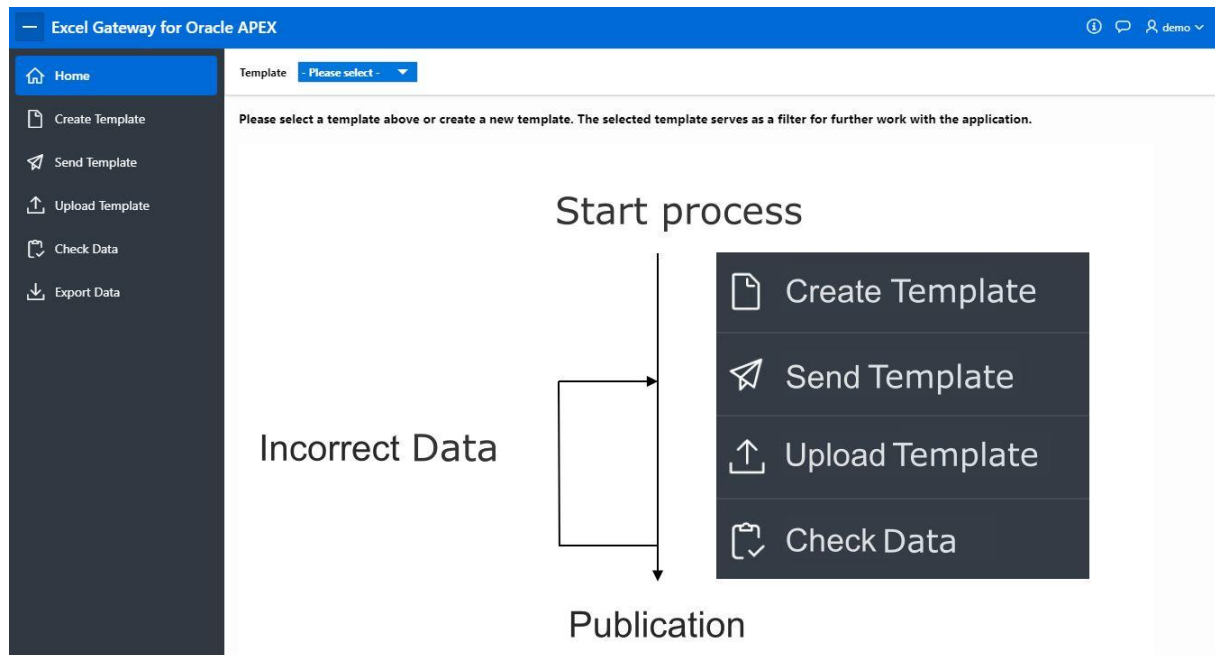 Excel Gateway for Oracle APEX
demo
Home
Create Template
Send Template
Upload Template
Check Data
Export Data
Template - Please select -
Please select a template above or create a new template. The selected template serves as a filter for further work with the application.
Start process
Create Template
Send Template
Incorrect Data
Upload Template
Check Data
Publication